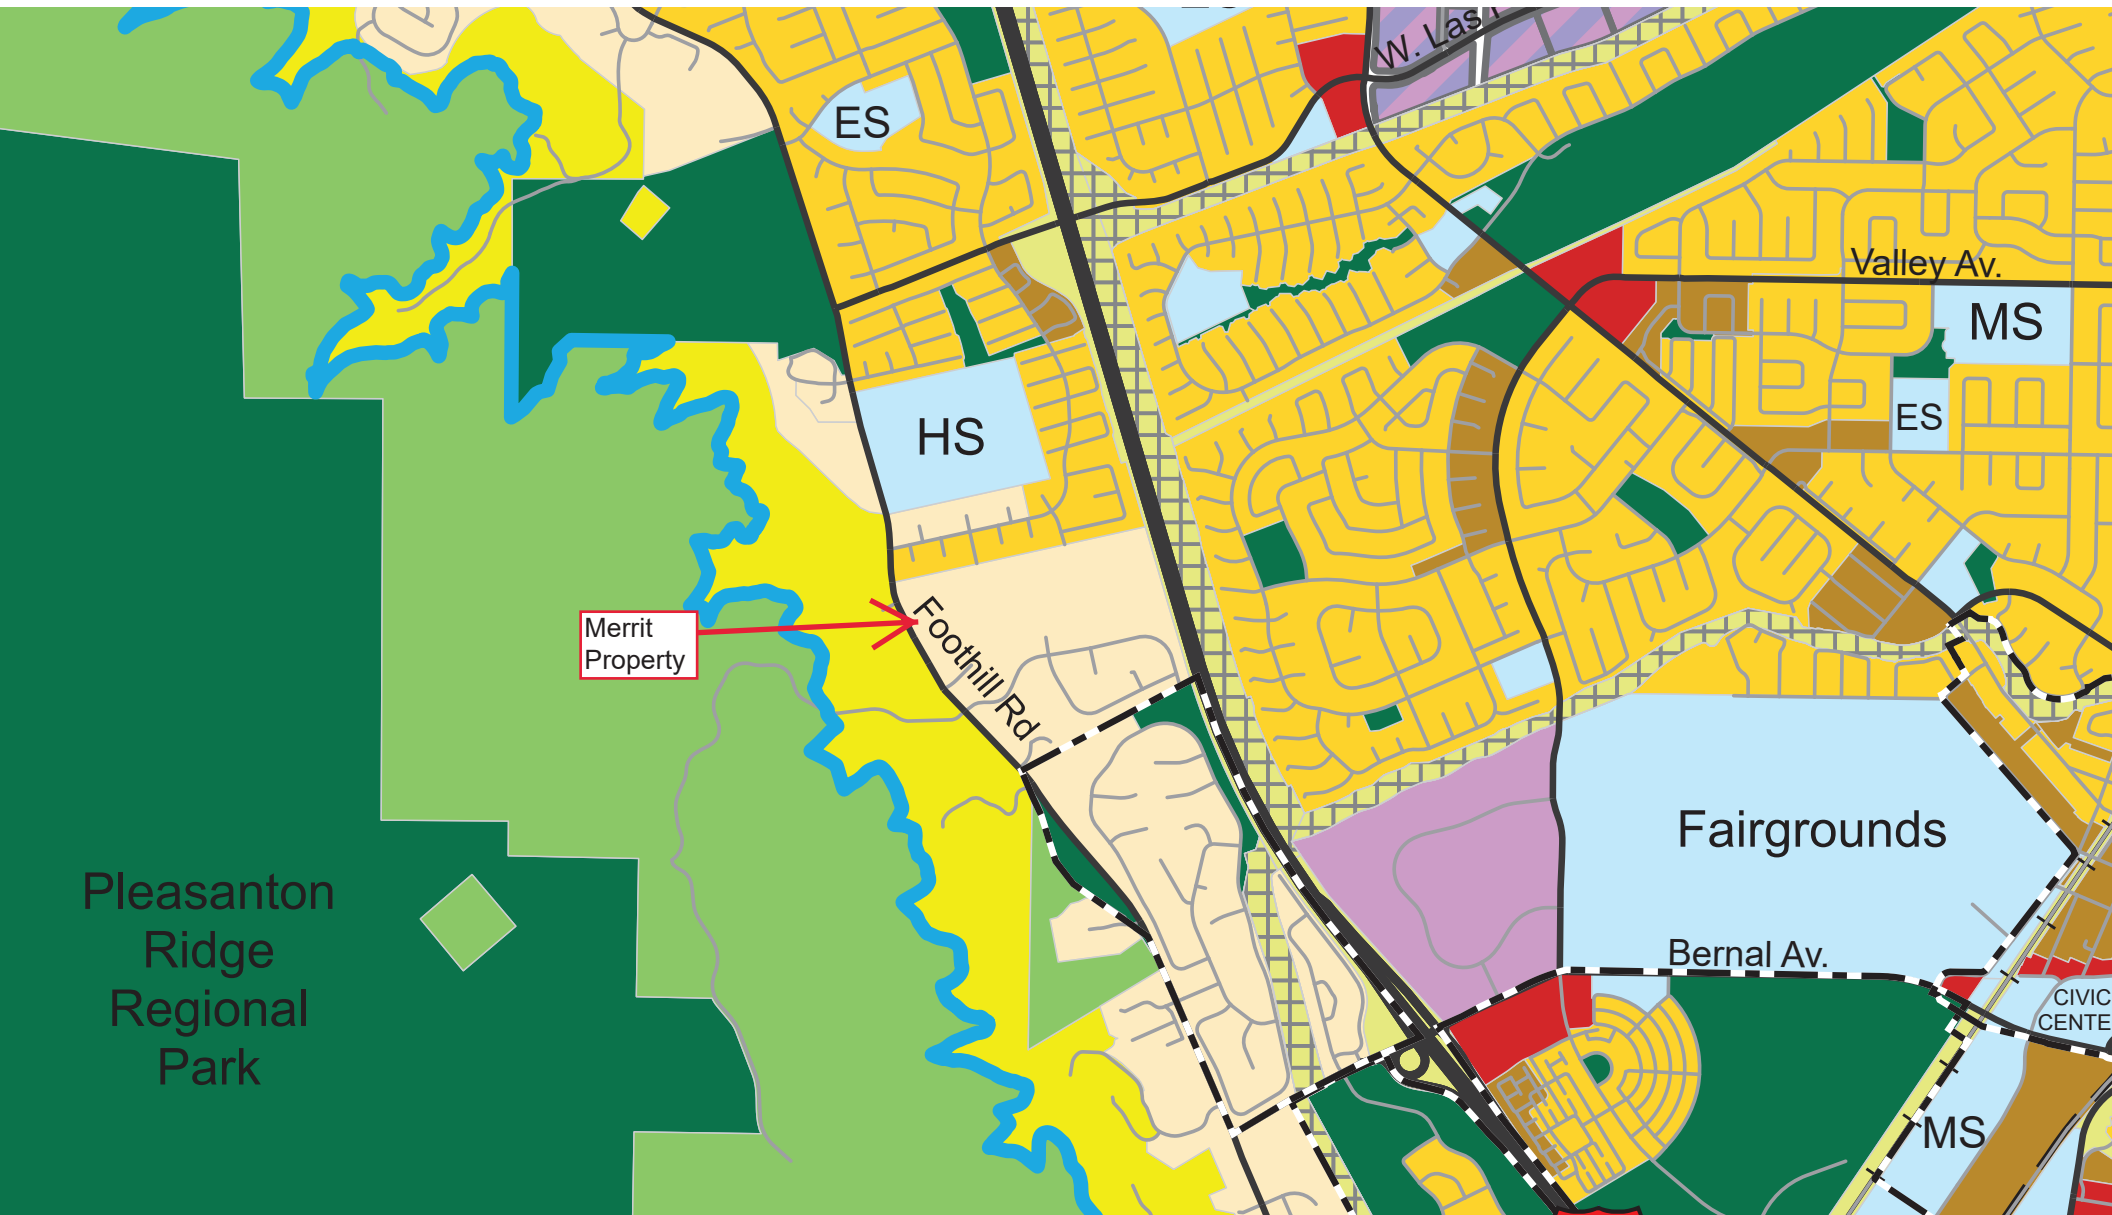 W. Las
ES
Valley Av.
MS
ES
HS
Merrit
Property
Foothill Rd
Fairgrounds
Pleasanton
Ridge
Regional
Park
Bernal Av.
CIVIC
CENTE
MS